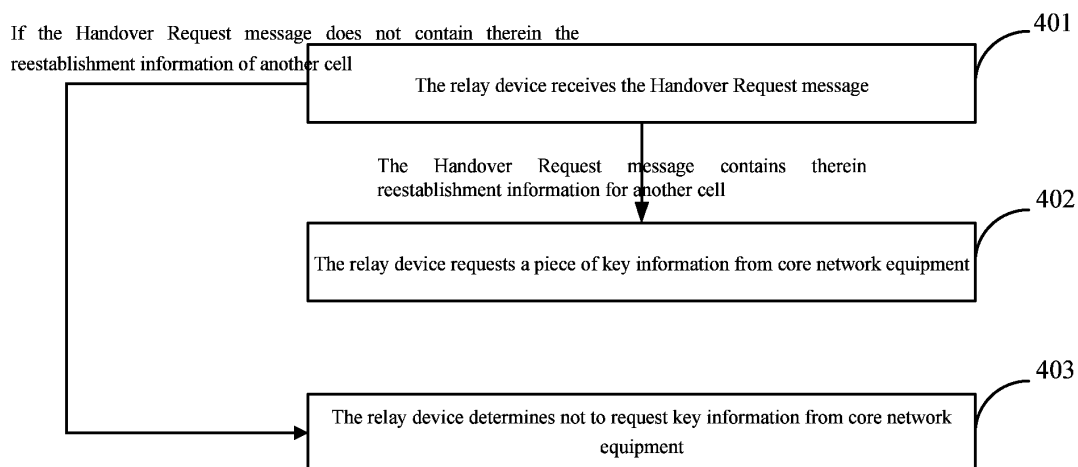 If the Handover Request message does not contain therein the
reestablishment information of another cell
401
The relay device receives the Handover Request message
The Handover Request message contains therein
reestablishment information for another cell
402
The relay device requests a piece of key information from core network equipment
403
The relay device determines not to request key information from core network
equipment